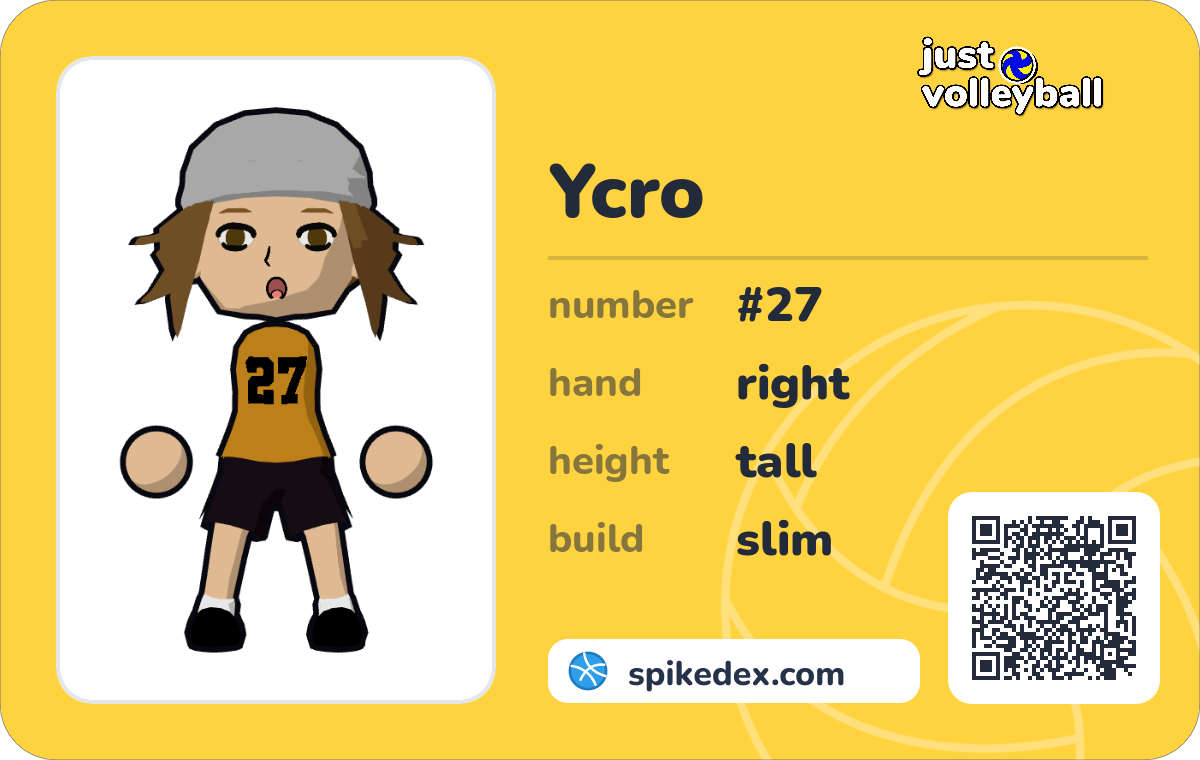 just
volleyball
Ycro
number #27
hand right
height tall
build slim
27
spikedex.com